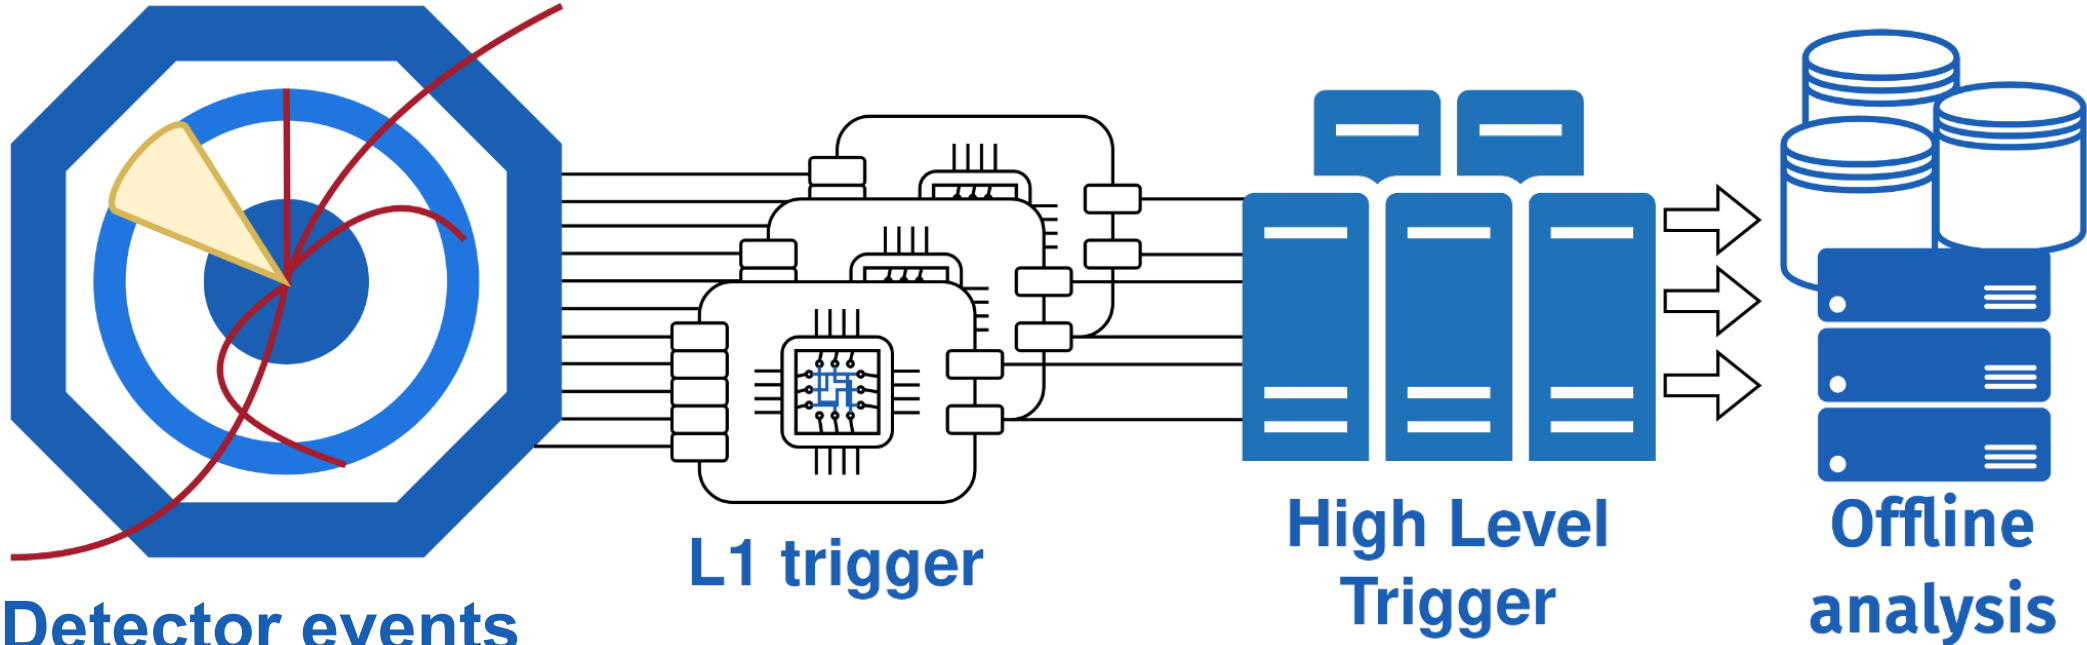 Detector events
L1 trigger
High Level
Trigger
Offline
analysis